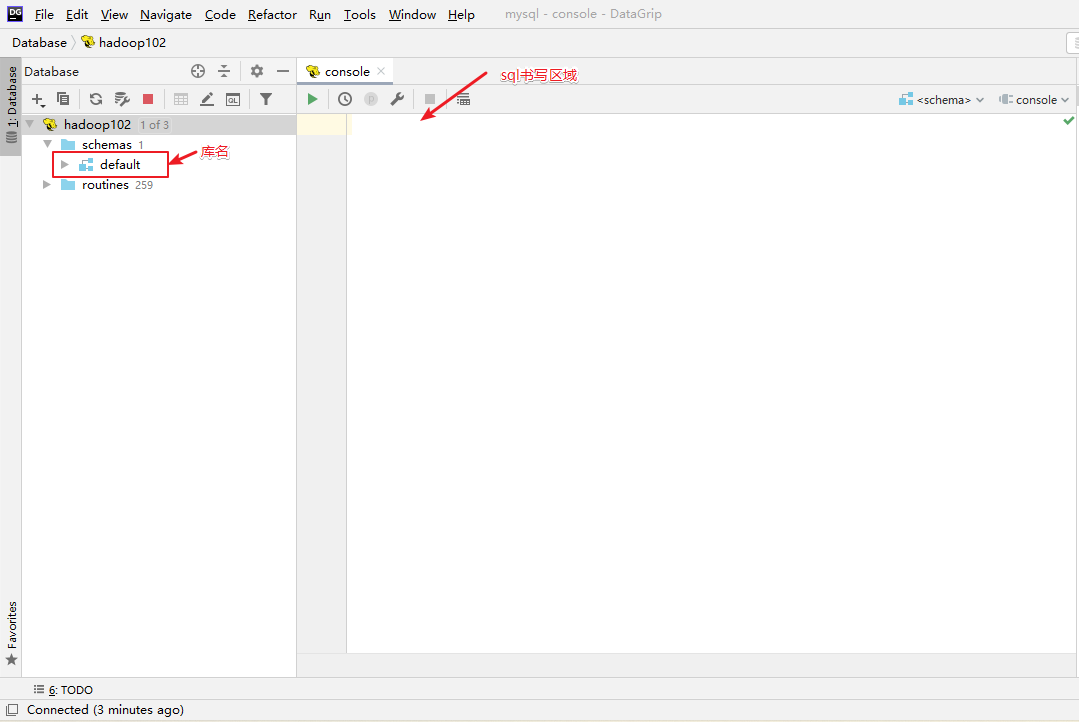 DG File Edit View Navigate Code Refactor Run Tools Window Help mysql - console - DataGrip
Database hadoop102
1: Database
Database
console
sql书写区域
QL
P
<schema>
console
hadoop102 1 of 3
schemas 1
default
库名
routines 259
Favorites
6: TODO
Connected (3 minutes ago)